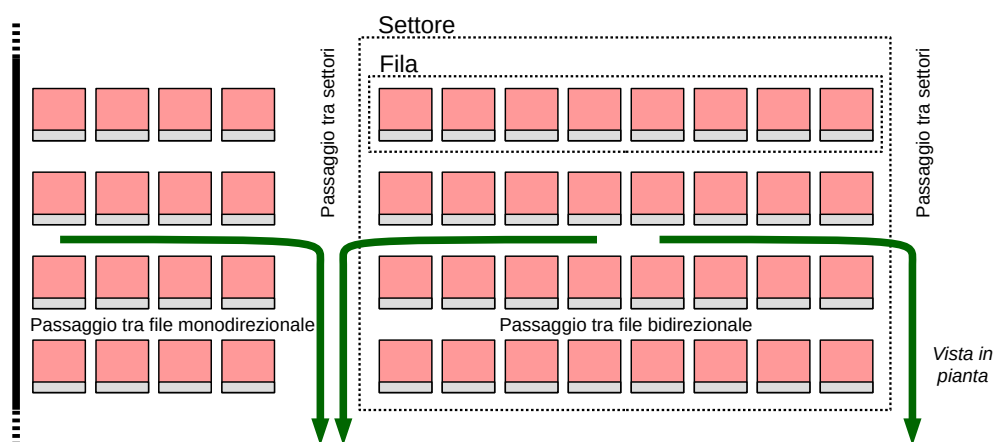 Settore
Fila
Passaggio tra settori
Passaggio tra settori
Passaggio tra file monodirezionale
Passaggio tra file bidirezionale
Vista in
pianta